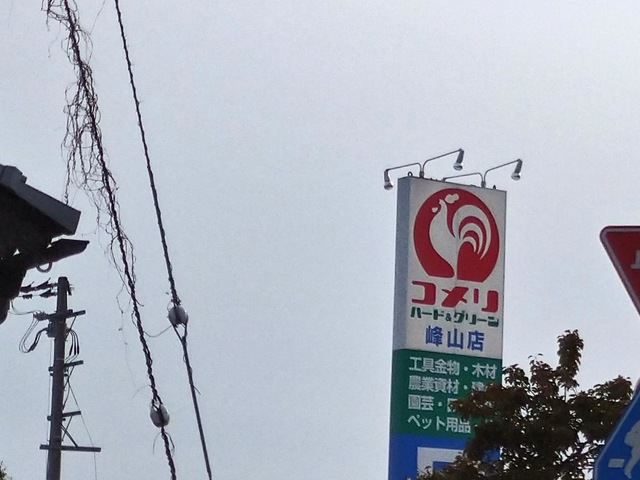 コメリ
ハード&グリーン
峰山店
工具金物・木材
農業資材・
園芸・
ペット用品